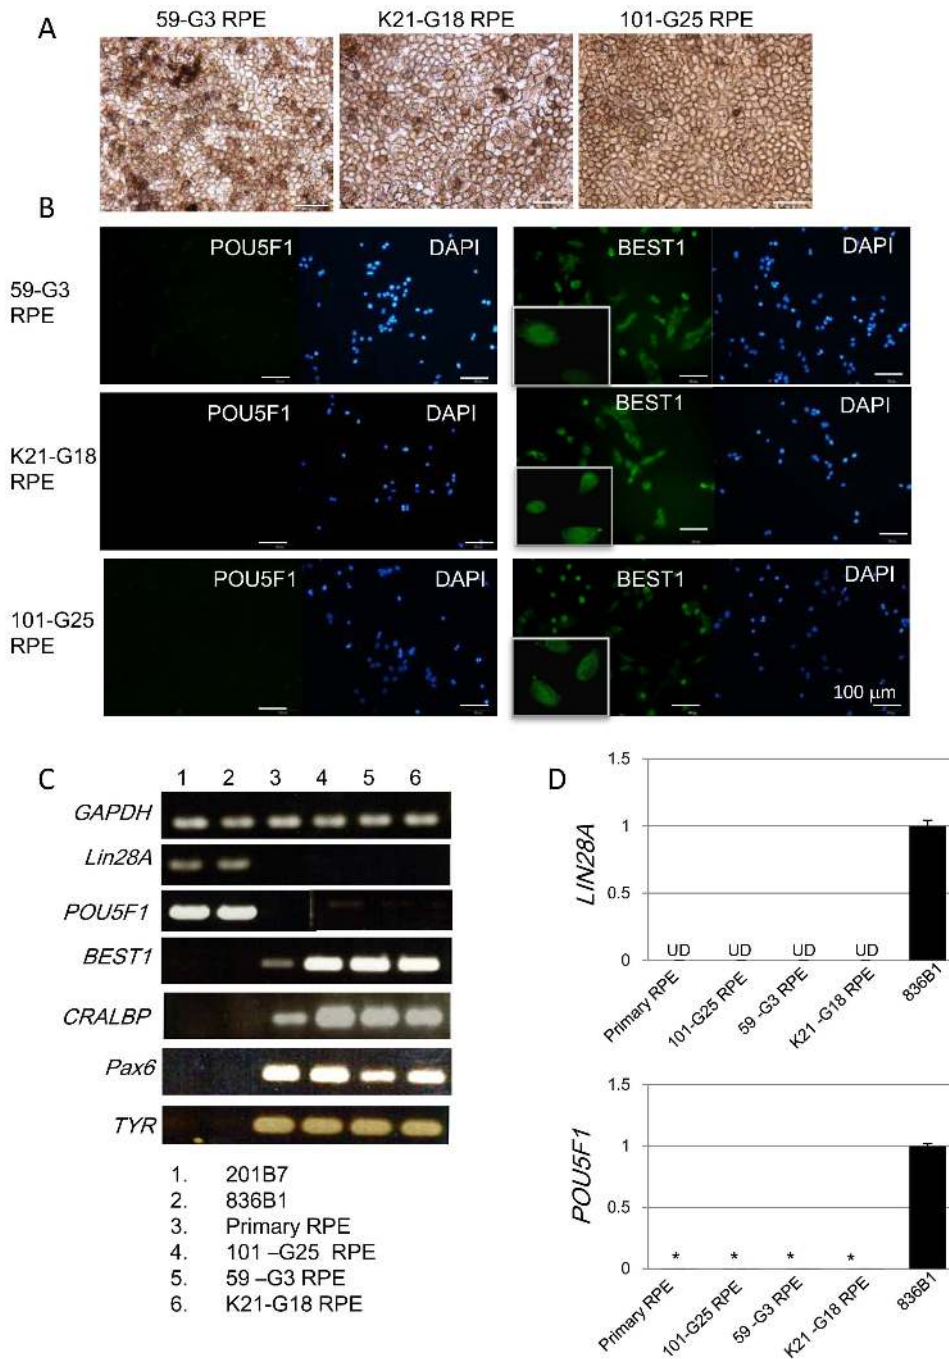 A
59-G3 RPE
K21-G18 RPE
101-G25 RPE
B
59-G3
RPE
POU5F1
DAPI
BEST1
DAPI
K21-G18
RPE
POU5F1
DAPI
BEST1
DAPI
101-G25
RPE
POU5F1
DAPI
BEST1
DAPI
100 μm
C
1 2 3 4 5 6
GAPDH
Lin28A
POU5F1
BEST1
CRALBP
Pax6
TYR
1. 201B7
2. 836B1
3. Primary RPE
4. 101 –G25 RPE
5. 59 –G3 RPE
6. K21-G18 RPE
D
LIN28A
1.5
1
0.5
0
UD UD UD UD
Primary RPE
101-G25 RPE
59 -G3 RPE
K21 -G18 RPE
836B1
POU5F1
1.5
1
0.5
0
* * * *
Primary RPE
101-G25 RPE
59 -G3 RPE
K21 -G18 RPE
836B1